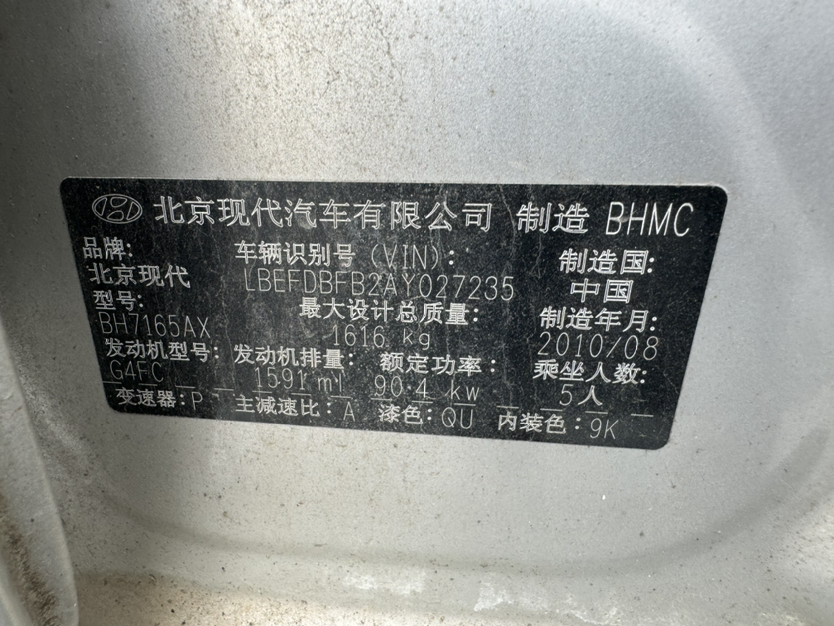 北京现代汽车有限公司 制造 BHMC
品牌: 车辆识别号 (VIN): 制造国:
北京现代 LBEFDBFB2AY027235 中国
型号: 最大设计总质量: 制造年月:
BH7165AX 1616 kg 2010/08
发动机型号: 发动机排量: 额定功率: 乘坐人数:
G4FC 1591 ml 90.4 kw 5人
变速器: P 主减速比: A 漆色: QU 内装色: 9K